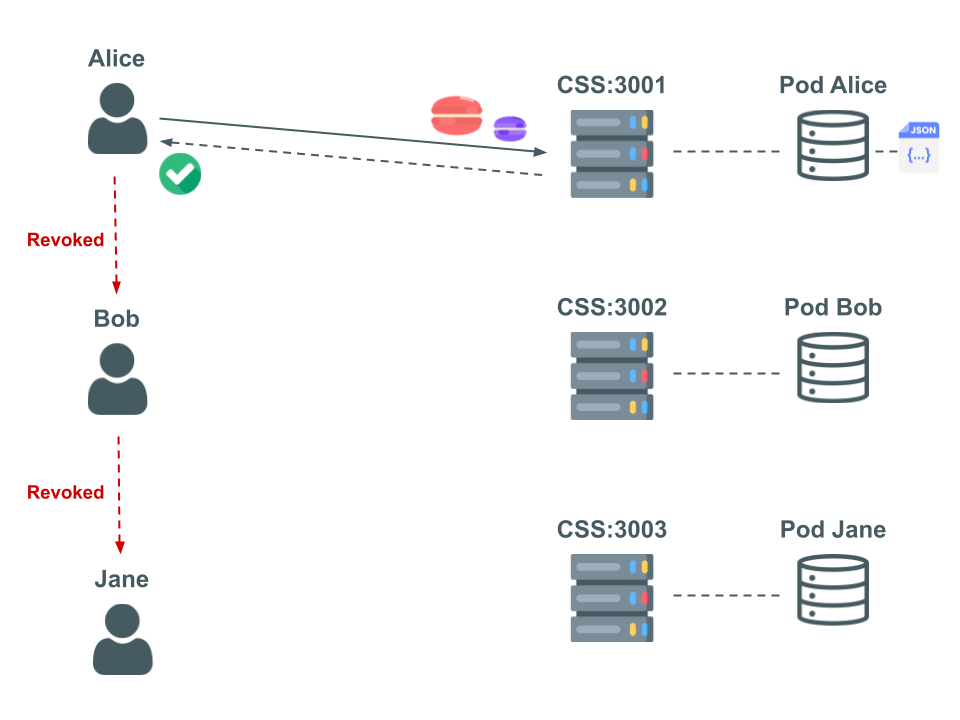 Alice
CSS:3001
Pod Alice
JSON
{...}
Revoked
Bob
CSS:3002
Pod Bob
Revoked
Jane
CSS:3003
Pod Jane